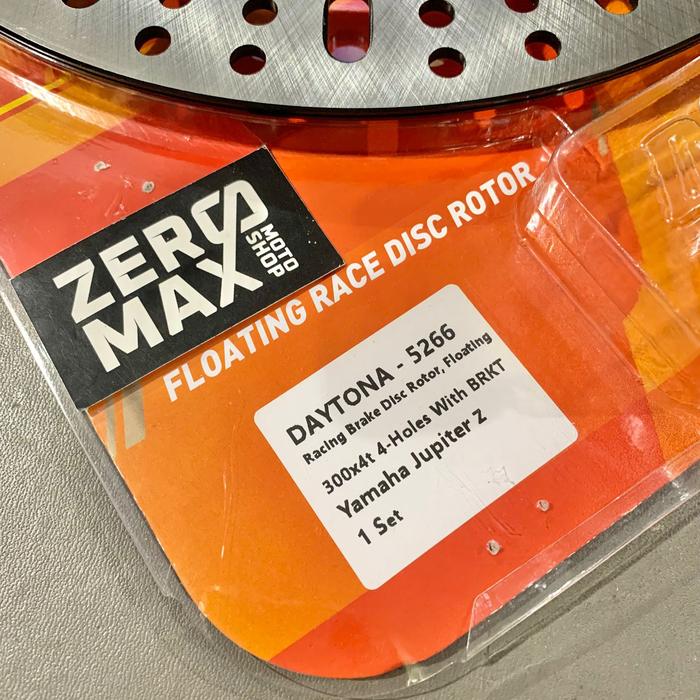 ZERO
MAX
MOTO
SHOP
FLOATING RACE DISC ROTOR
DAYTONA - 5266
Racing Brake Disc Rotor, Floating
300x4t 4-Holes With BRKT
Yamaha Jupiter Z
1 Set